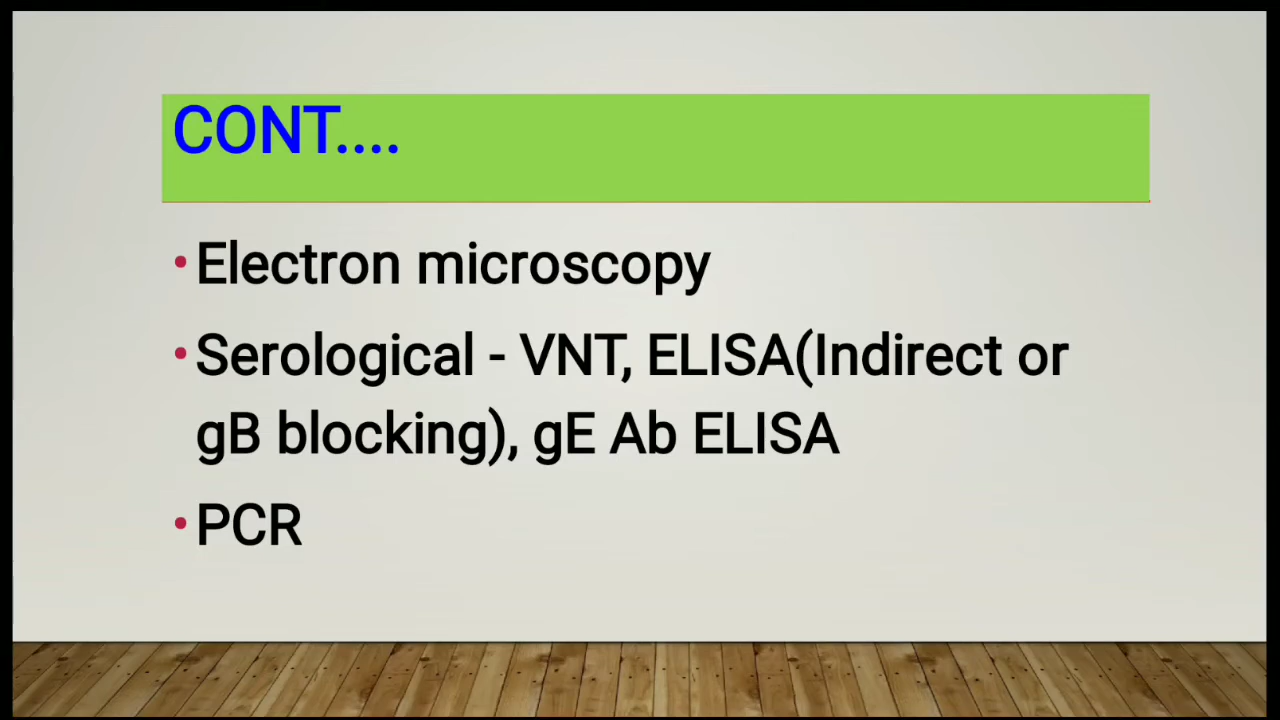 CONT....
•Electron microscopy
•Serological - VNT, ELISA(Indirect or
gB blocking), gE Ab ELISA
•PCR